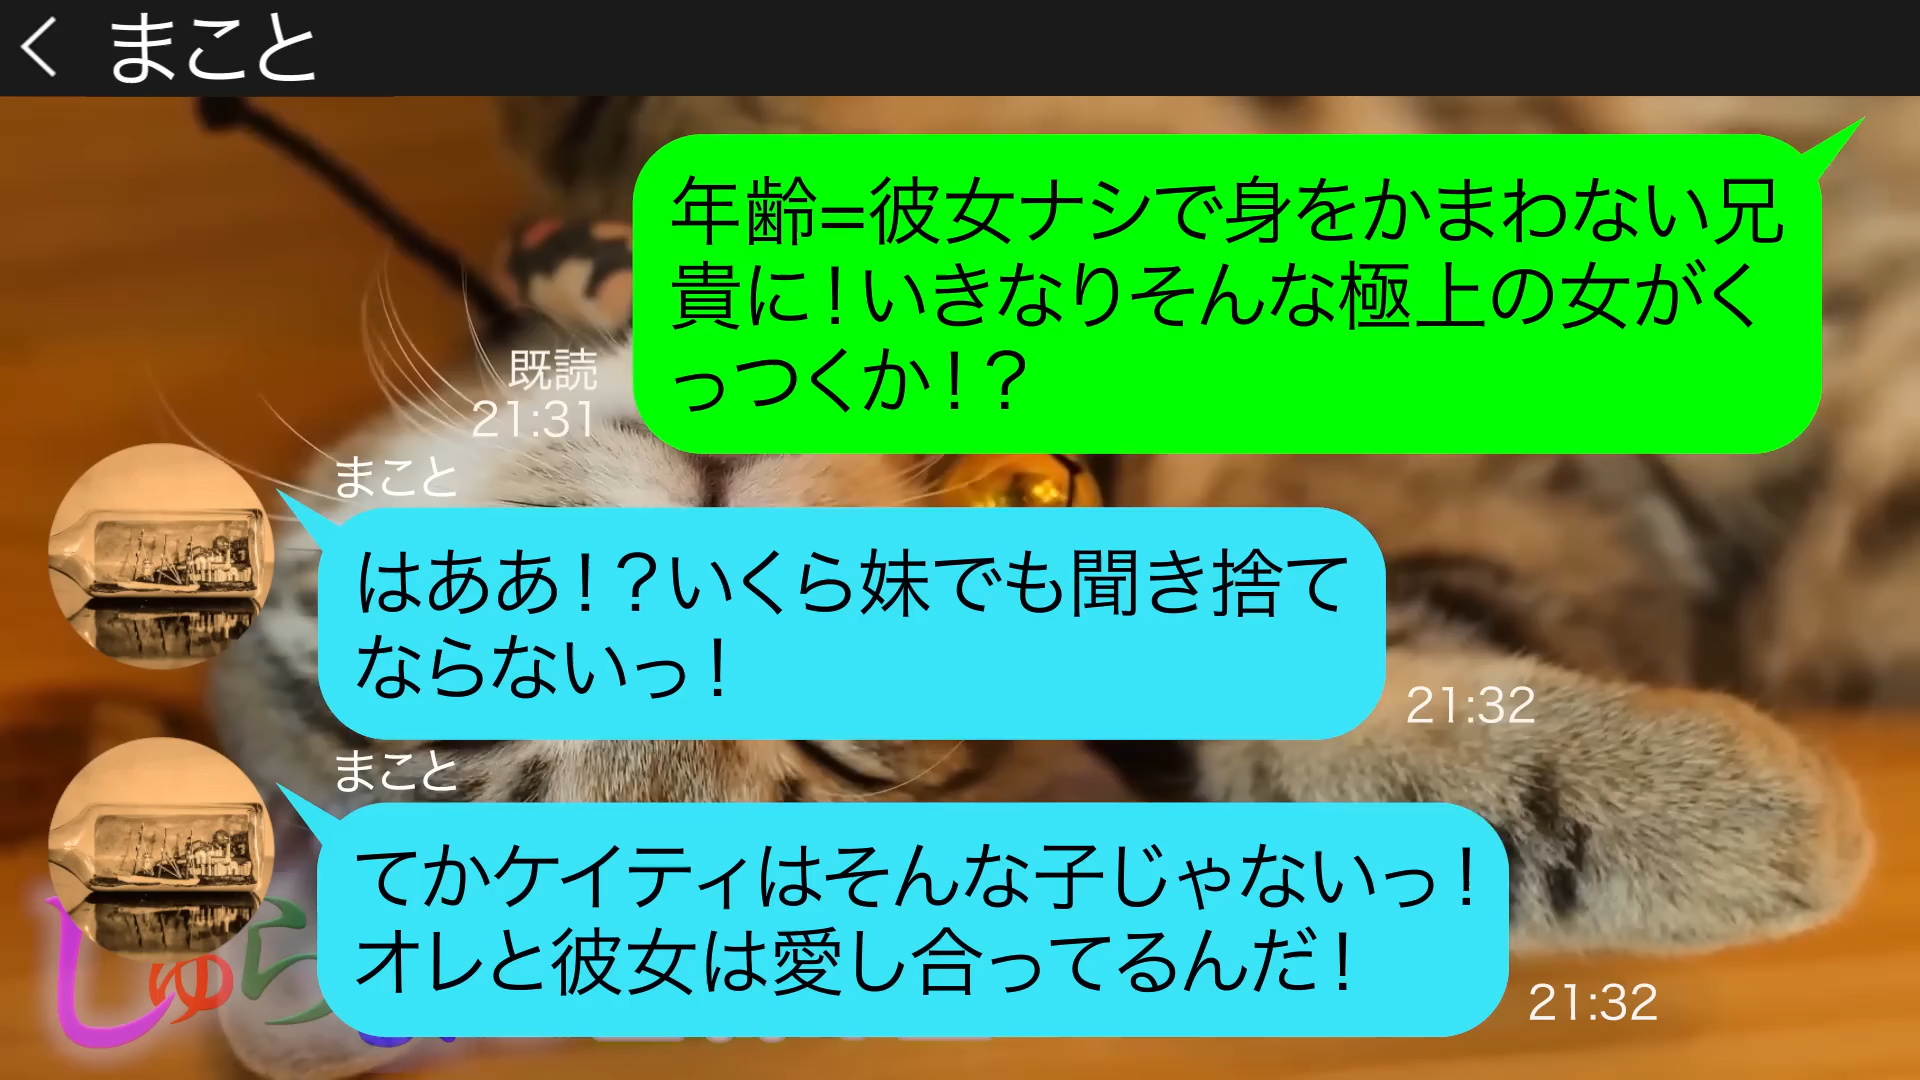 まこと
年齢=彼女ナシで身をかまわない兄
貴に！いきなりそんな極上の女がく
っつくか！？
既読
21:31
まこと
はああ！？いくら妹でも聞き捨て
ならないっ！
21:32
まこと
てかケイティはそんな子じゃないっ！
オレと彼女は愛し合ってるんだ！
21:32
しゅら